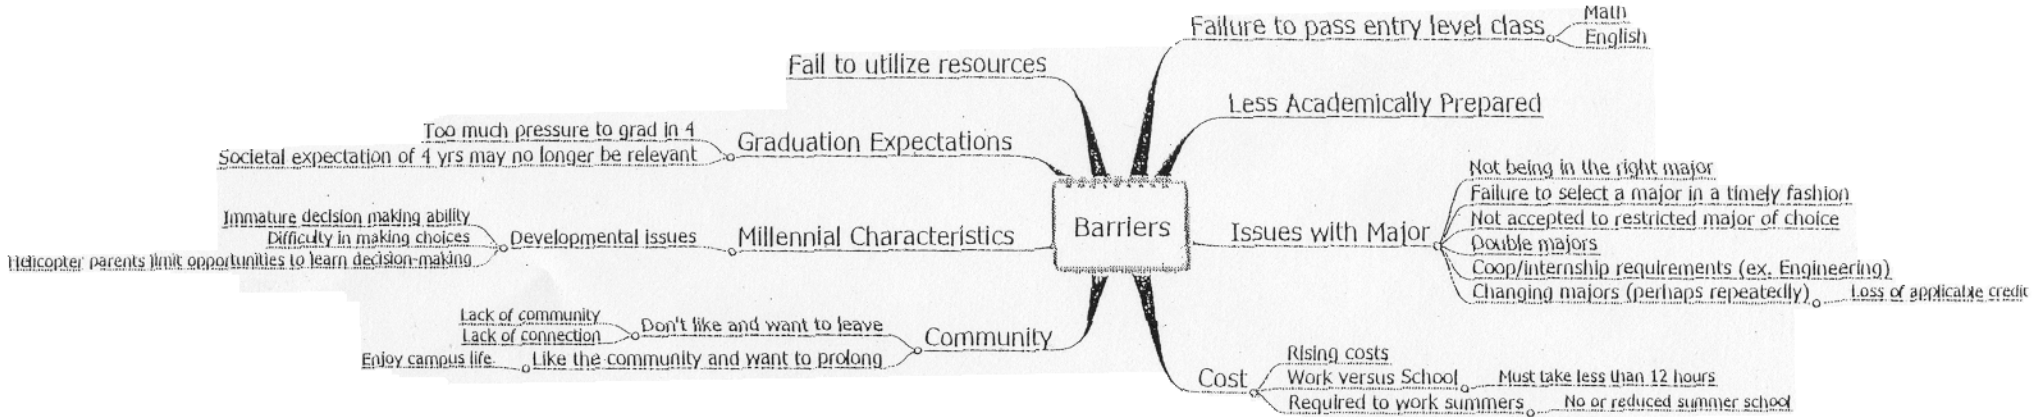 Failure to pass entry level class
Math
English
Fail to utilize resources
Less Academically Prepared
Too much pressure to grad in 4
Societal expectation of 4 yrs may no longer be relevant
Graduation Expectations
Immature decision making ability
Difficulty in making choices
Helicopter parents limit opportunities to learn decision-making
Developmental issues
Millennial Characteristics
Barriers
Issues with Major
Not being in the right major
Failure to select a major in a timely fashion
Not accepted to restricted major of choice
Double majors
Coop/internship requirements (ex. Engineering)
Changing majors (perhaps repeatedly)
Loss of applicable credit
Lack of community
Lack of connection
Don't like and want to leave
Enjoy campus life
Like the community and want to prolong
Community
Cost
Rising costs
Work versus School
Must take less than 12 hours
Required to work summers
No or reduced summer school